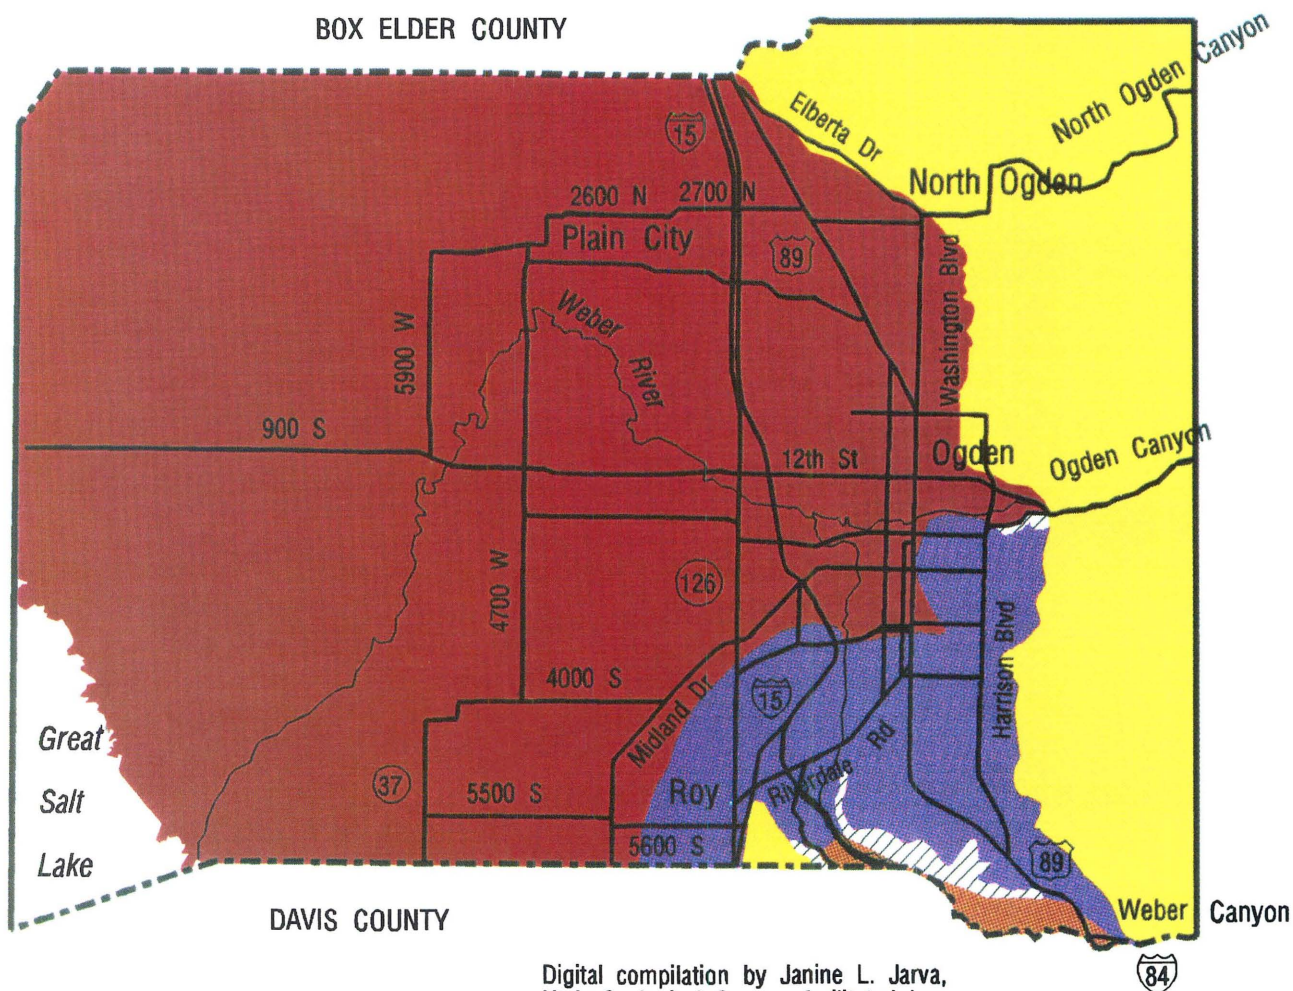 BOX ELDER COUNTY
North Ogden Canyon
Elberta Dr
15
North Ogden
2600 N
2700 N
Plain City
89
Washington Blvd
Weber River
5900 W
900 S
12th St
Ogden
Ogden Canyon
126
4700 W
Harrison Blvd
4000 S
Midland Dr
15
Great
Salt
Lake
Rd
Riverdale
37
5500 S
Roy
5600 S
89
Weber Canyon
DAVIS COUNTY
84
Digital compilation by Janine L. Jarva,